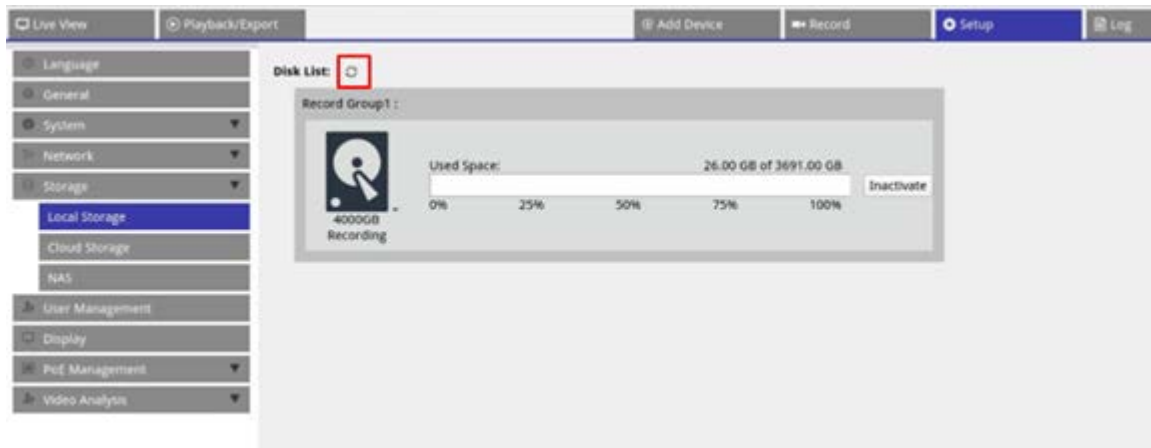 Live View Playback/Export Add Device Record Setup Log
Language
General
System
Network
Storage
Local Storage
Cloud Storage
NAS
User Management
Display
PoE Management
Video Analysis
Disk List:
Record Group1 :
Used Space: 26.00 GB of 3691.00 GB
Inactivate
0% 25% 50% 75% 100%
4000GB
Recording